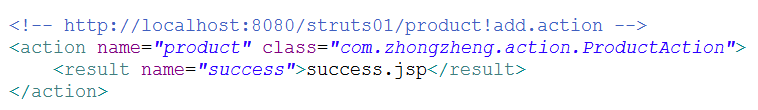 <!-- http://localhost:8080/struts01/product!add.action -->
<action name="product" class="com.zhongzheng.action.ProductAction">
    <result name="success">success.jsp</result>
</action>